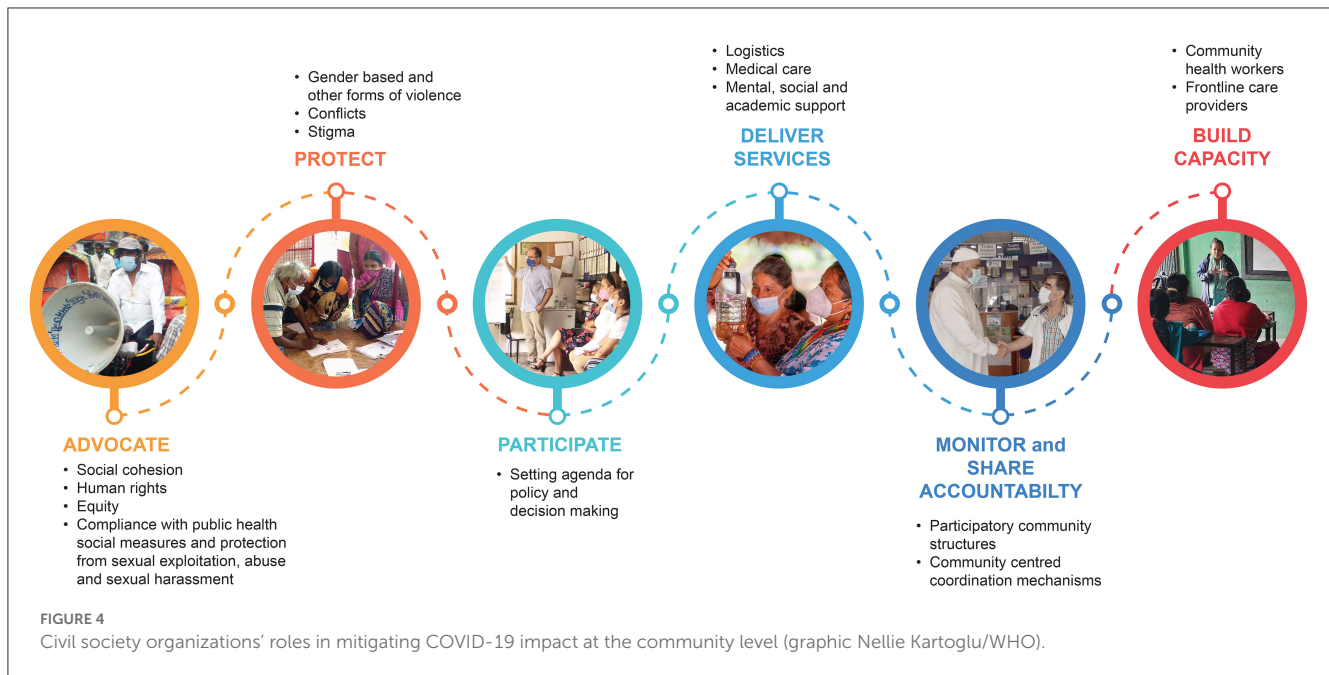 ADVOCATE
• Social cohesion
• Human rights
• Equity
• Compliance with public health
social measures and protection
from sexual exploitation, abuse
and sexual harassment
• Gender based and
other forms of violence
• Conflicts
• Stigma
PROTECT
PARTICIPATE
• Setting agenda for
policy and
decision making
• Logistics
• Medical care
• Mental, social and
academic support
DELIVER
SERVICES
MONITOR and
SHARE
ACCOUNTABILTY
• Participatory community
structures
• Community centred
coordination mechanisms
• Community
health workers
• Frontline care
providers
BUILD
CAPACITY
FIGURE 4
Civil society organizations’ roles in mitigating COVID-19 impact at the community level (graphic Nellie Kartoglu/WHO).